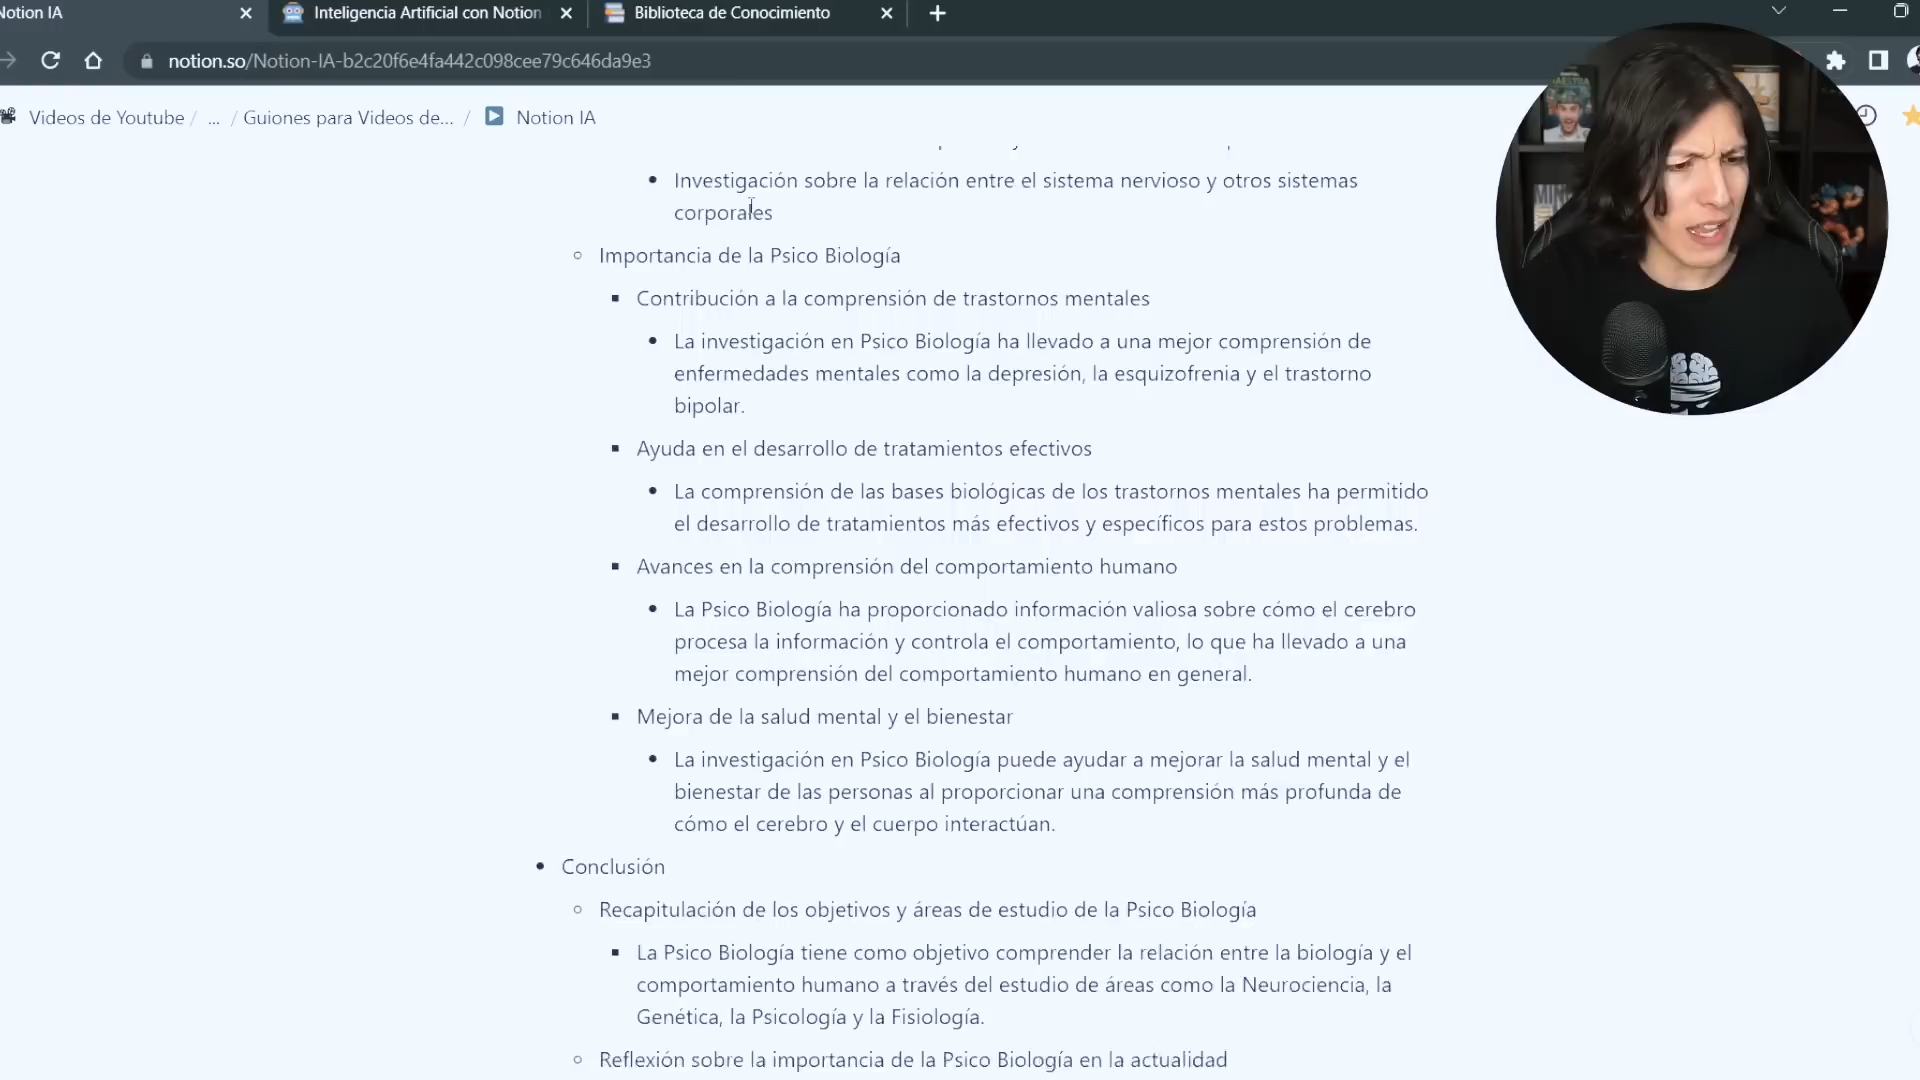 Notion IA
Inteligencia Artificial con Notion
Biblioteca de Conocimiento
notion.so/Notion-IA-b2c20f6e4fa442c098cee79c646da9e3
Videos de Youtube / ... / Guiones para Videos de... / Notion IA
• Investigación sobre la relación entre el sistema nervioso y otros sistemas
corporales
○ Importancia de la Psico Biología
▪ Contribución a la comprensión de trastornos mentales
• La investigación en Psico Biología ha llevado a una mejor comprensión de
enfermedades mentales como la depresión, la esquizofrenia y el trastorno
bipolar.
▪ Ayuda en el desarrollo de tratamientos efectivos
• La comprensión de las bases biológicas de los trastornos mentales ha permitido
el desarrollo de tratamientos más efectivos y específicos para estos problemas.
▪ Avances en la comprensión del comportamiento humano
• La Psico Biología ha proporcionado información valiosa sobre cómo el cerebro
procesa la información y controla el comportamiento, lo que ha llevado a una
mejor comprensión del comportamiento humano en general.
▪ Mejora de la salud mental y el bienestar
• La investigación en Psico Biología puede ayudar a mejorar la salud mental y el
bienestar de las personas al proporcionar una comprensión más profunda de
cómo el cerebro y el cuerpo interactúan.
• Conclusión
○ Recapitulación de los objetivos y áreas de estudio de la Psico Biología
▪ La Psico Biología tiene como objetivo comprender la relación entre la biología y el
comportamiento humano a través del estudio de áreas como la Neurociencia, la
Genética, la Psicología y la Fisiología.
○ Reflexión sobre la importancia de la Psico Biología en la actualidad